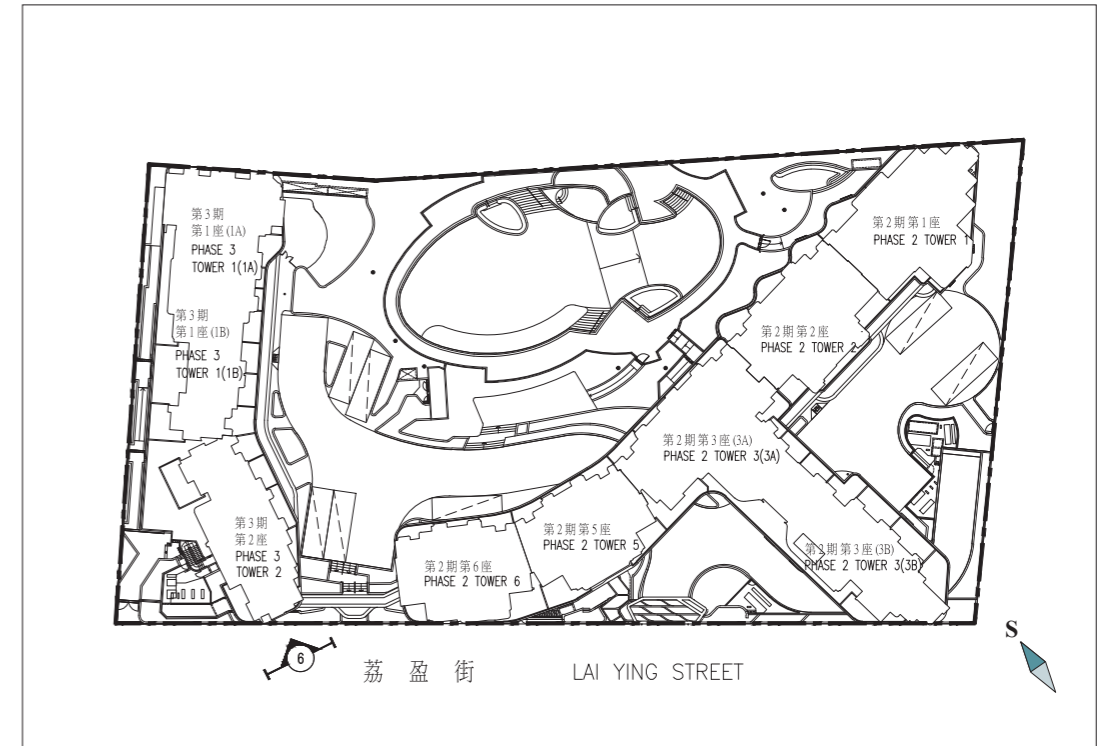 第3期
第1座(1A)
PHASE 3
TOWER 1(1A)
第3期
第1座(1B)
PHASE 3
TOWER 1(1B)
第3期
第2座
PHASE 3
TOWER 2
第2期第6座
PHASE 2 TOWER 6
第2期第5座
PHASE 2 TOWER 5
第2期第3座(3A)
PHASE 2 TOWER 3(3A)
第2期第3座(3B)
PHASE 2 TOWER 3(3B)
第2期第2座
PHASE 2 TOWER 2
第2期第1座
PHASE 2 TOWER 1
6
荔盈街 LAI YING STREET
S